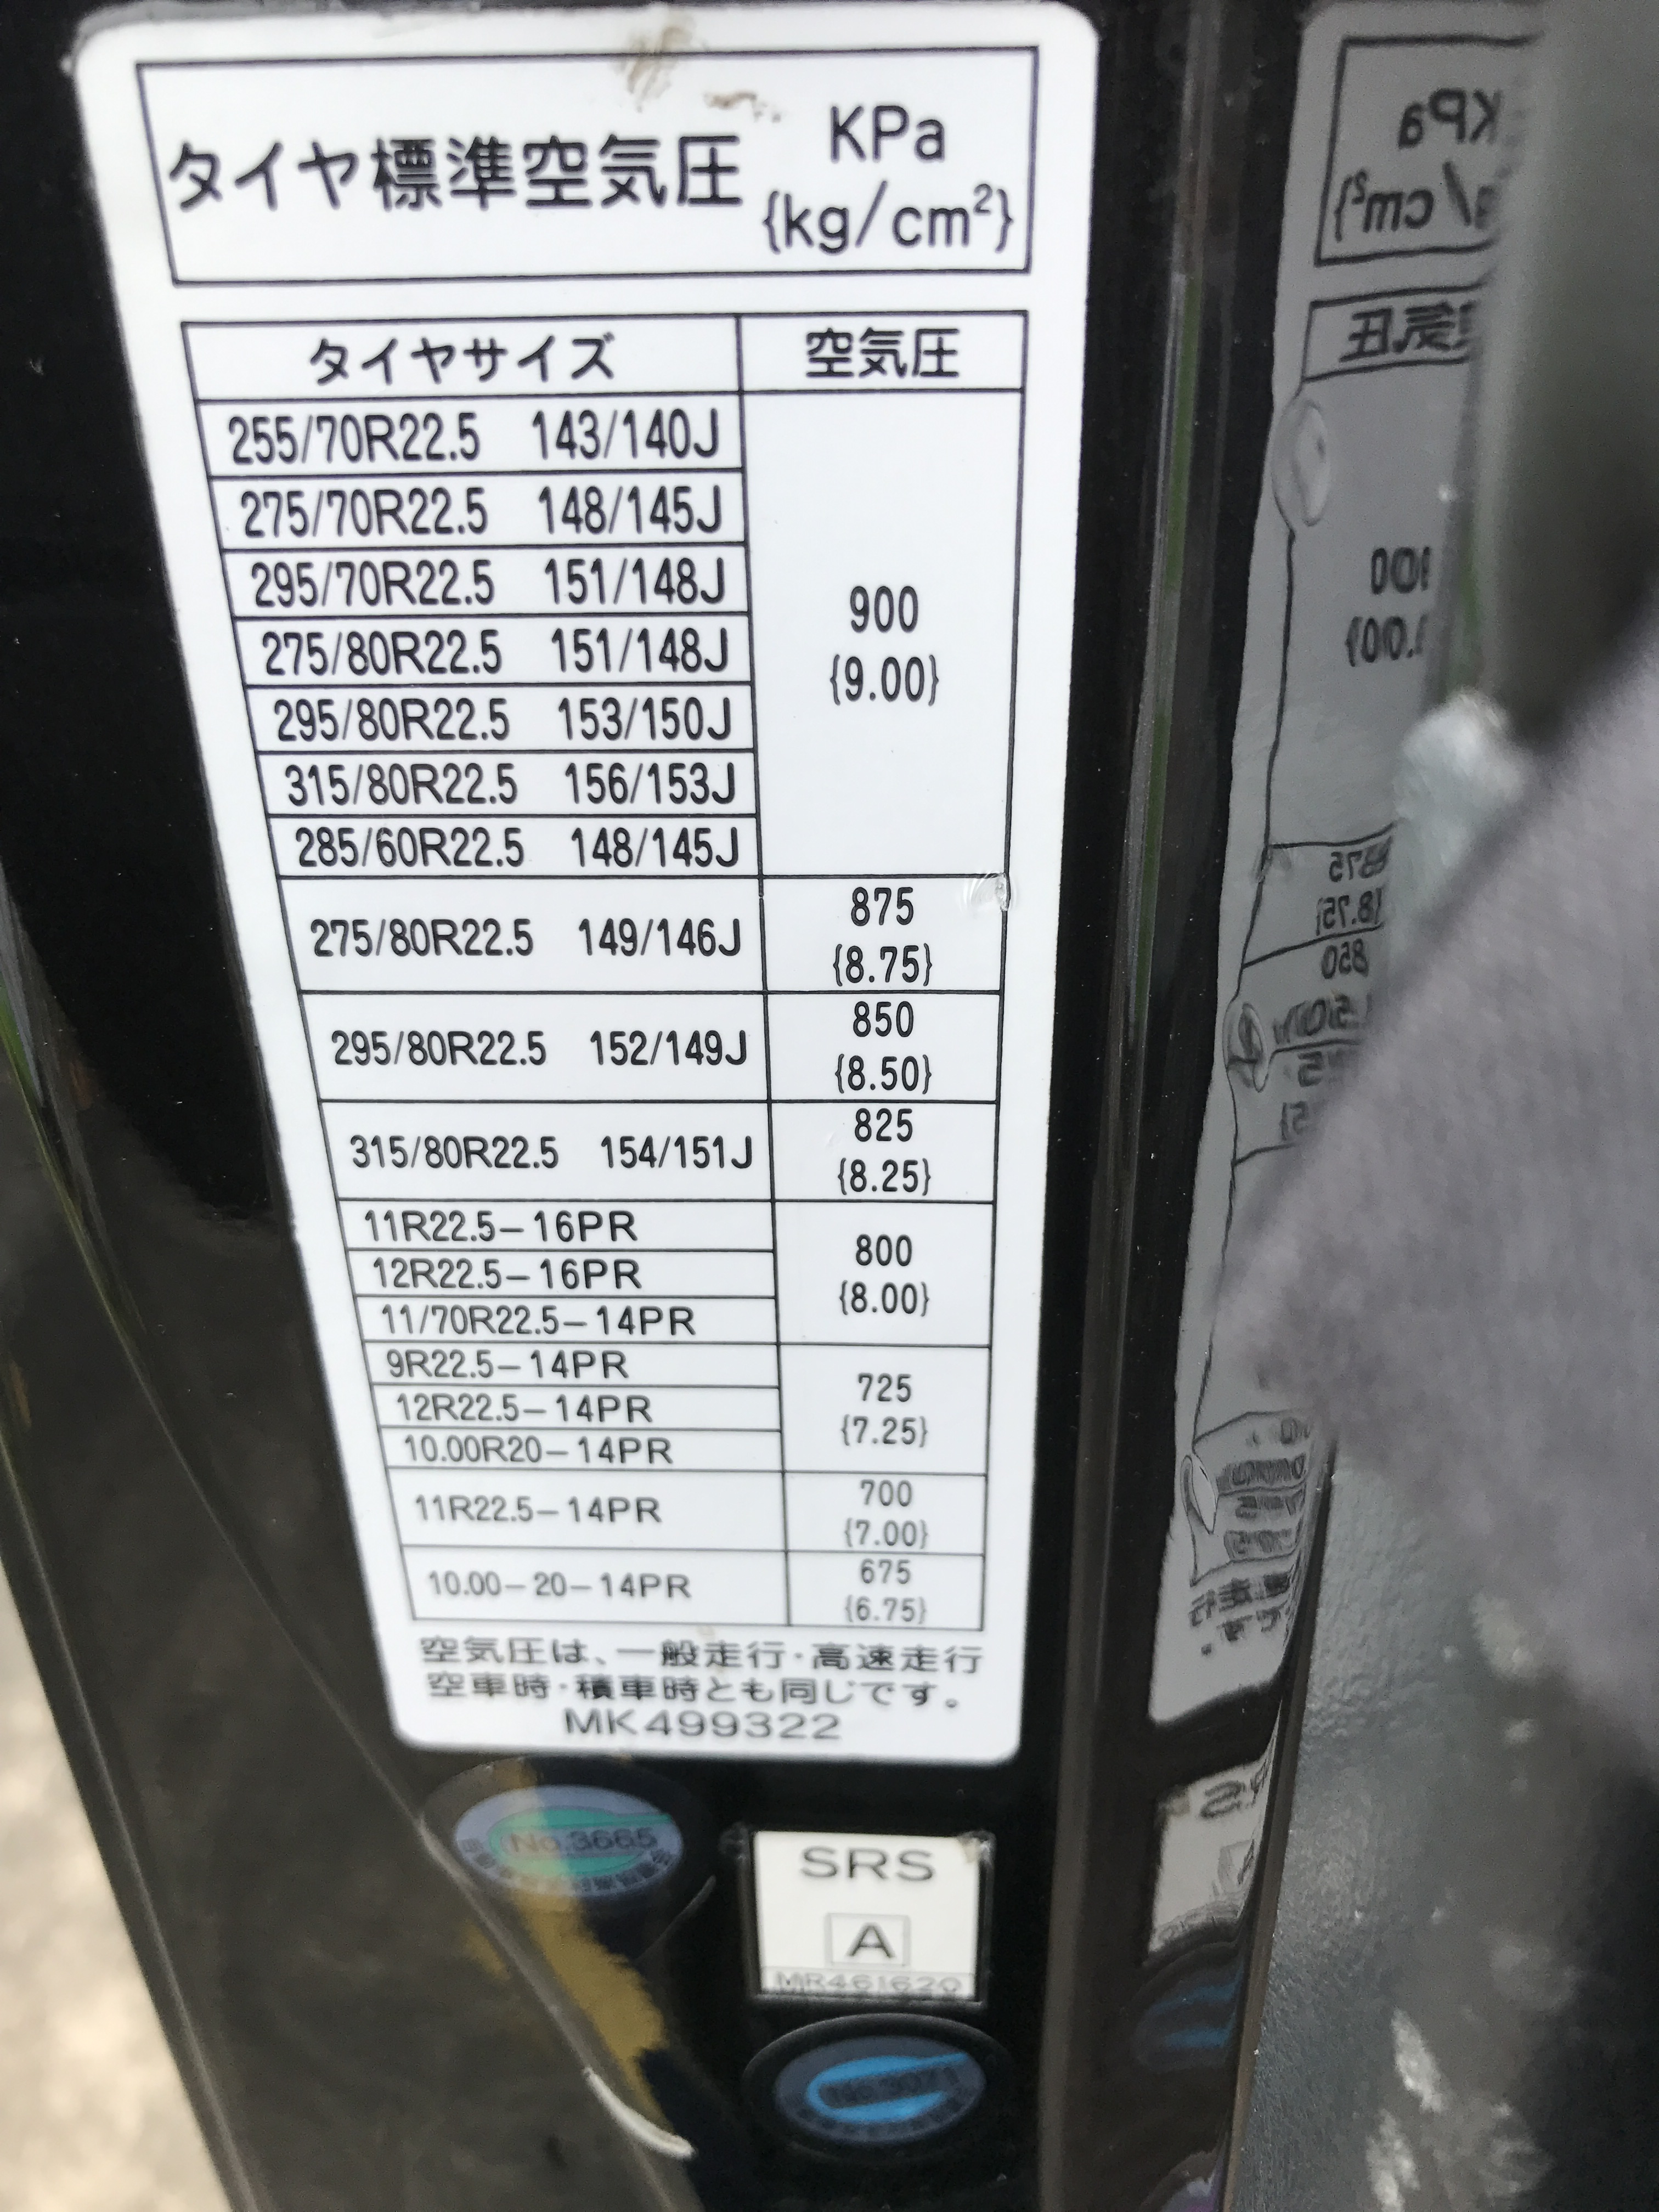 タイヤ標準空気圧 KPa
{kg/cm²}
タイヤサイズ 空気圧
255/70R22.5 143/140J
275/70R22.5 148/145J
295/70R22.5 151/148J
275/80R22.5 151/148J
295/80R22.5 153/150J
315/80R22.5 156/153J
285/60R22.5 148/145J
900
{9.00}
275/80R22.5 149/146J
875
{8.75}
295/80R22.5 152/149J
850
{8.50}
315/80R22.5 154/151J
825
{8.25}
11R22.5－16PR
12R22.5－16PR
11/70R22.5－14PR
800
{8.00}
9R22.5－14PR
12R22.5－14PR
10.00R20－14PR
725
{7.25}
11R22.5－14PR
700
{7.00}
10.00－20－14PR
675
{6.75}
空気圧は、一般走行・高速走行
空車時・積車時とも同じです。
MK499322
No.3665
SRS
A
MR461620